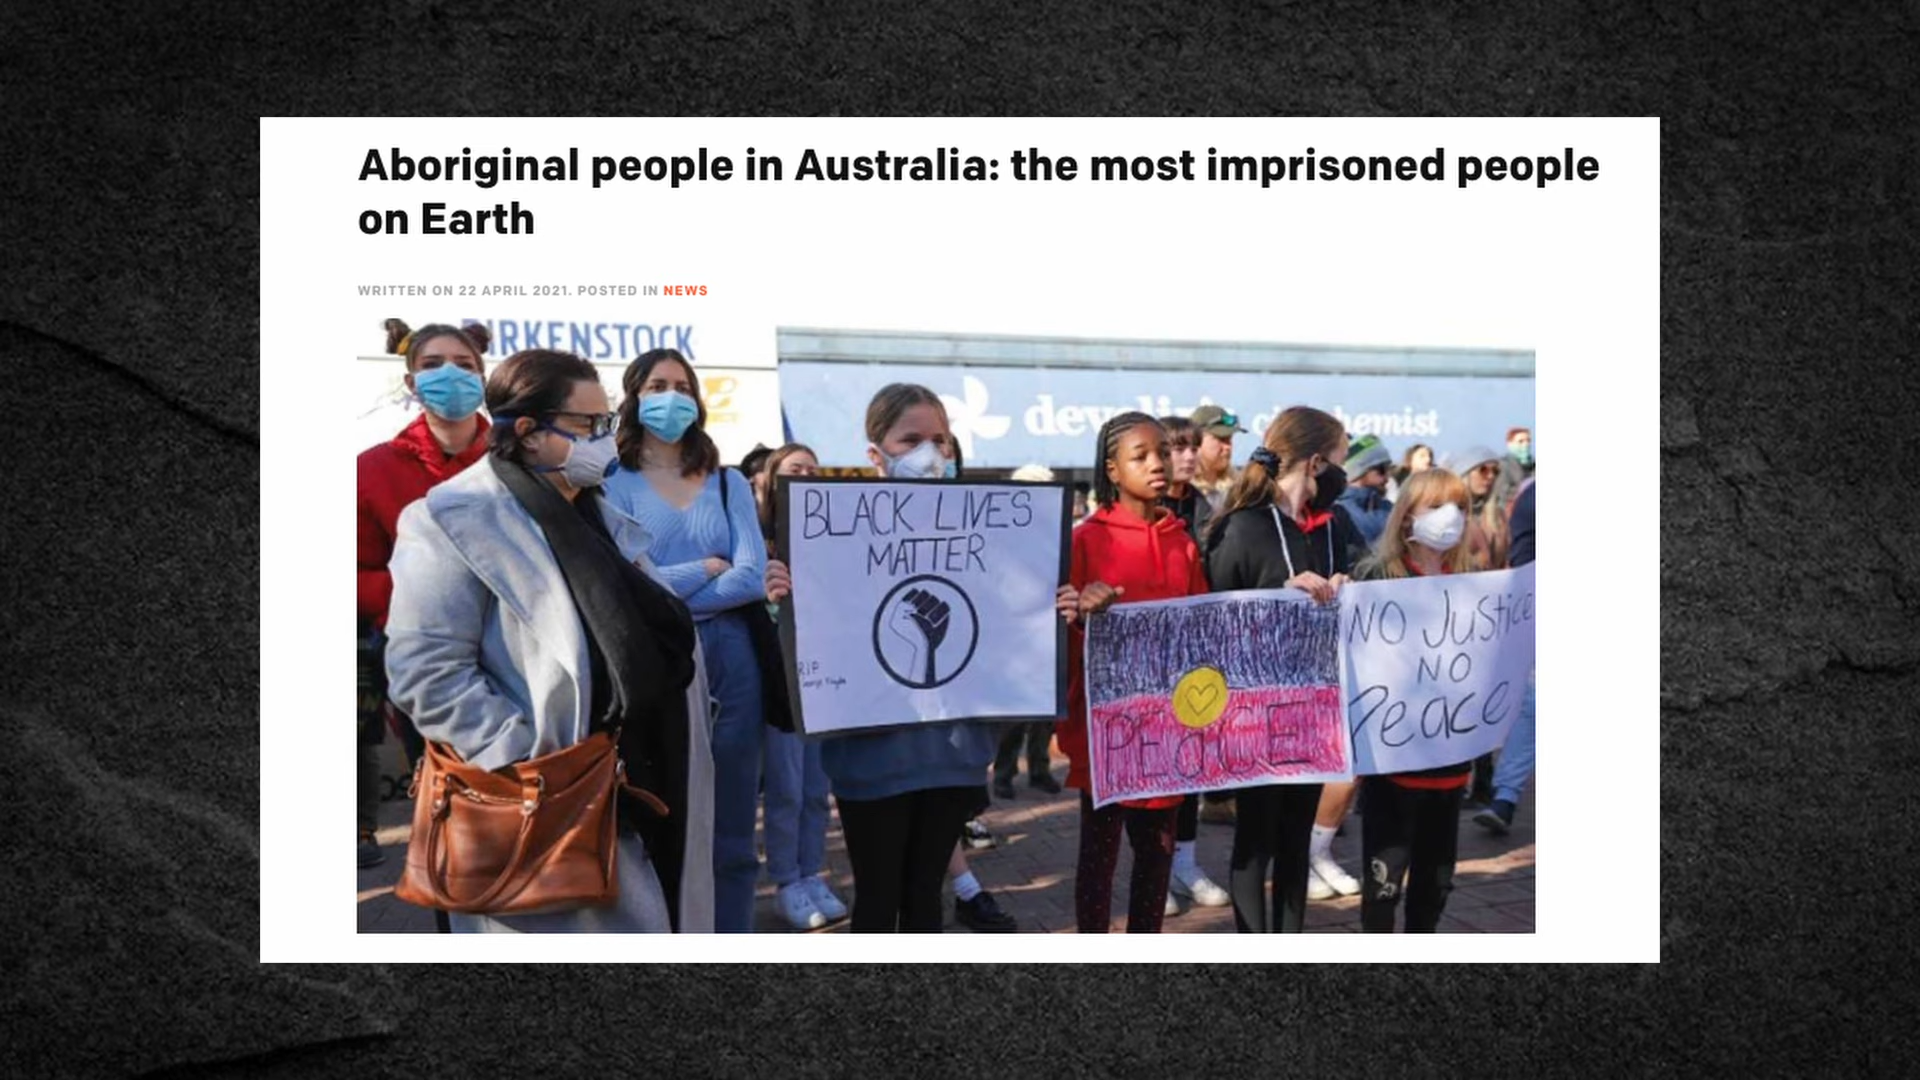 Aboriginal people in Australia: the most imprisoned people
on Earth
WRITTEN ON 22 APRIL 2021. POSTED IN NEWS
BIRKENSTOCK
BLACK LIVES
MATTER
RIP
PEaCE
NO Justice
NO
Peace